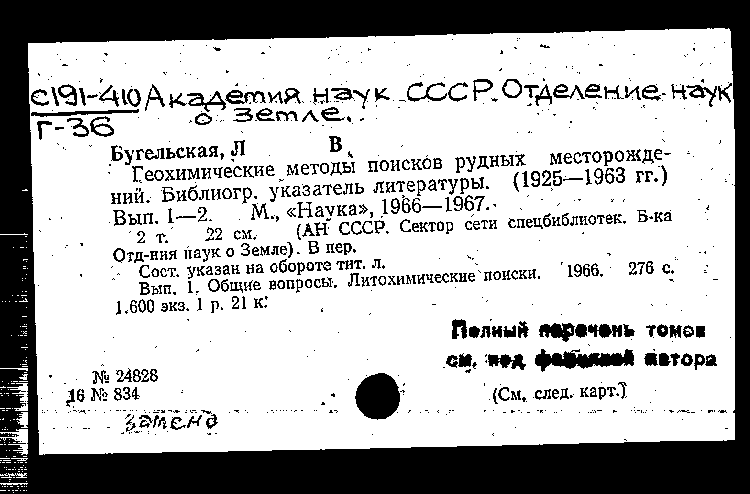 С191-410 Академия наук СССР. Отделение наук
Г-36 о Земле.
Бугельская, Л В
Геохимические методы поисков рудных месторожде-
ний. Библиогр. указатель литературы. (1925—1963 гг.)
Вып. 1—2. М., «Наука», 1966—1967.
2 т. 22 см. (АН СССР. Сектор сети спецбиблиотек. Б-ка
Отд-ния наук о Земле). В пер.
Сост. указан на обороте тит. л.
Вып. 1. Общие вопросы. Литохимические поиски. 1966. 276 с.
1.600 экз. 1 р. 21 к.
Полный перечень томов
см. под фамилией автора
№ 24828
16 № 834 (См. след. карт.)
замена